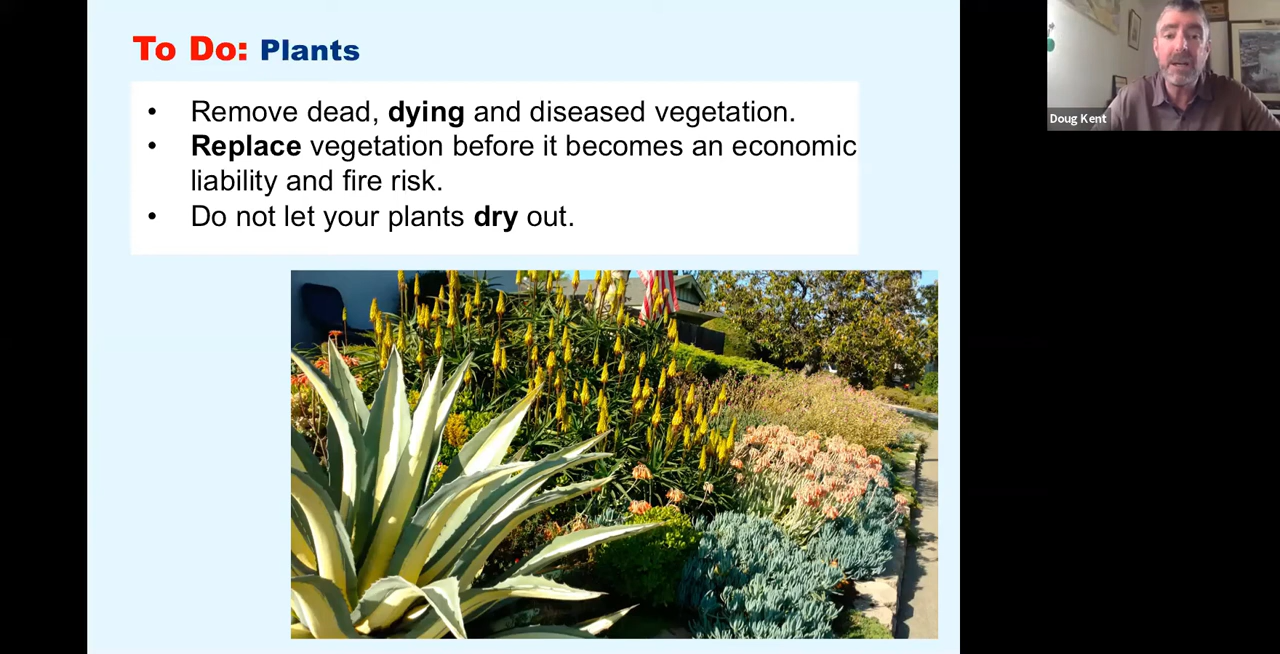 To Do: Plants
• Remove dead, dying and diseased vegetation.
• Replace vegetation before it becomes an economic
liability and fire risk.
• Do not let your plants dry out.
Doug Kent